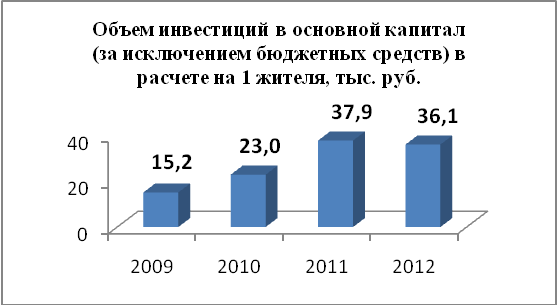 Объем инвестиций в основной капитал
(за исключением бюджетных средств) в
расчете на 1 жителя, тыс. руб.
37,9
36,1
23,0
15,2
40
20
0
2009 2010 2011 2012